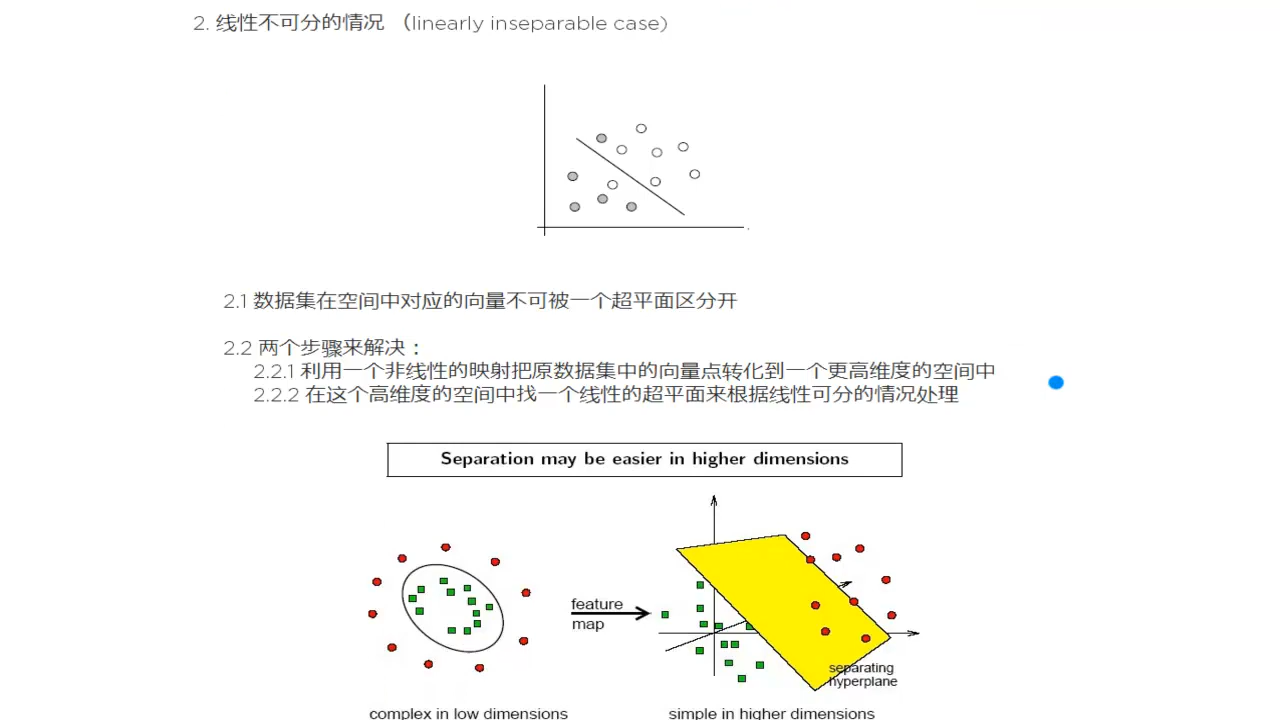 2. 线性不可分的情况 （linearly inseparable case)
2.1 数据集在空间中对应的向量不可被一个超平面区分开
2.2 两个步骤来解决：
2.2.1 利用一个非线性的映射把原数据集中的向量点转化到一个更高维度的空间中
2.2.2 在这个高维度的空间中找一个线性的超平面来根据线性可分的情况处理
Separation may be easier in higher dimensions
feature
map
separating
hyperplane
complex in low dimensions
simple in higher dimensions